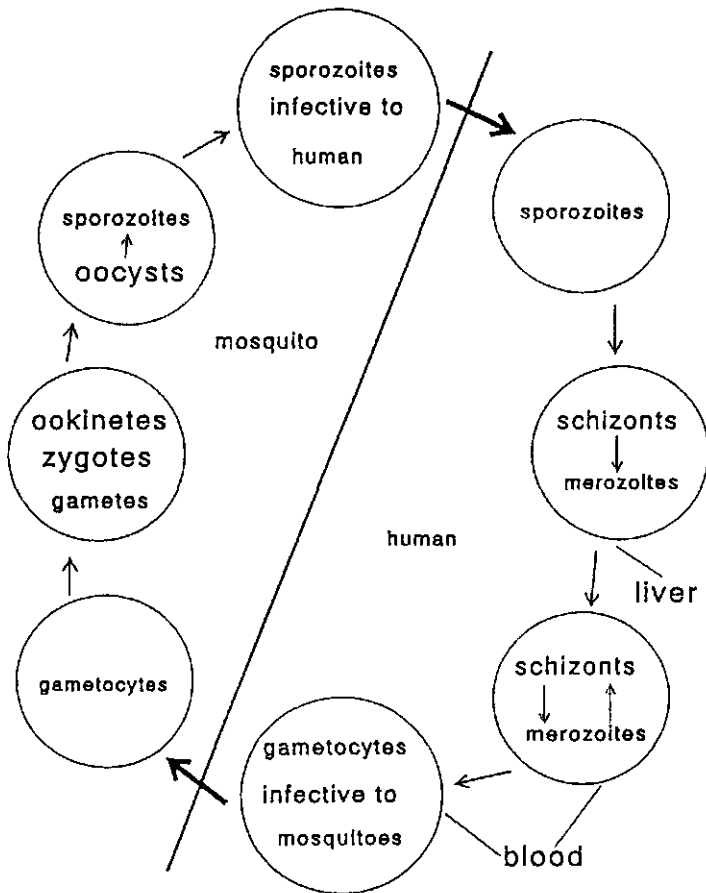 sporozoites
infective to
human
sporozoites
sporozoites
oocysts
mosquito
schizonts
merozoites
ookinetes
zygotes
gametes
human
liver
schizonts
merozoites
gametocytes
gametocytes
infective to
mosquitoes
blood